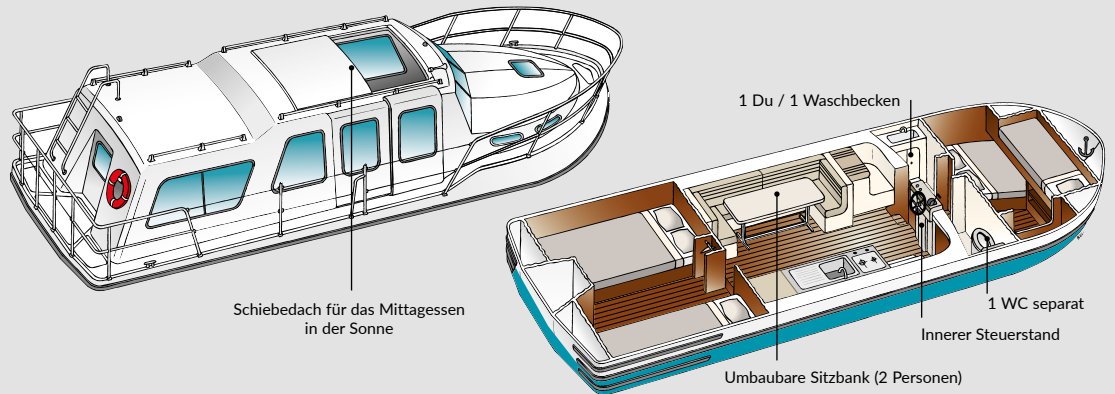 Schiebedach für das Mittagessen
in der Sonne
1 Du / 1 Waschbecken
1 WC separat
Innerer Steuerstand
Umbaubare Sitzbank (2 Personen)